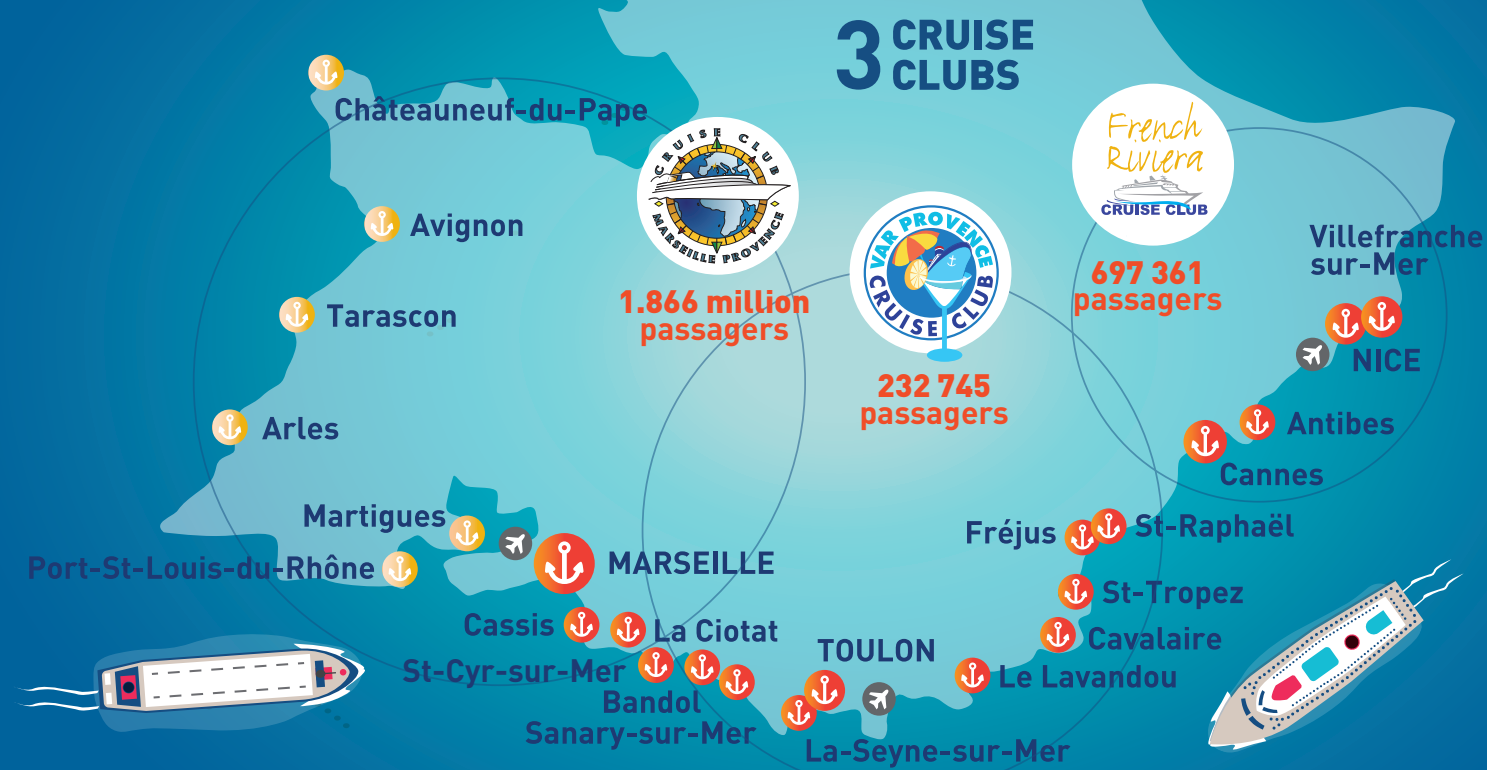 3 CRUISE
CLUBS
Châteauneuf-du-Pape
CRUISE CLUB
MARSEILLE PROVENCE
1.866 million
passagers
VAR PROVENCE
CRUISE CLUB
232 745
passagers
French
Riviera
CRUISE CLUB
697 361
passagers
Villefranche
sur-Mer
NICE
Avignon
Tarascon
Arles
Antibes
Cannes
Martigues
Port-St-Louis-du-Rhône
MARSEILLE
Fréjus
St-Raphaël
St-Tropez
Cassis
La Ciotat
Cavalaire
St-Cyr-sur-Mer
TOULON
Le Lavandou
Bandol
Sanary-sur-Mer
La-Seyne-sur-Mer